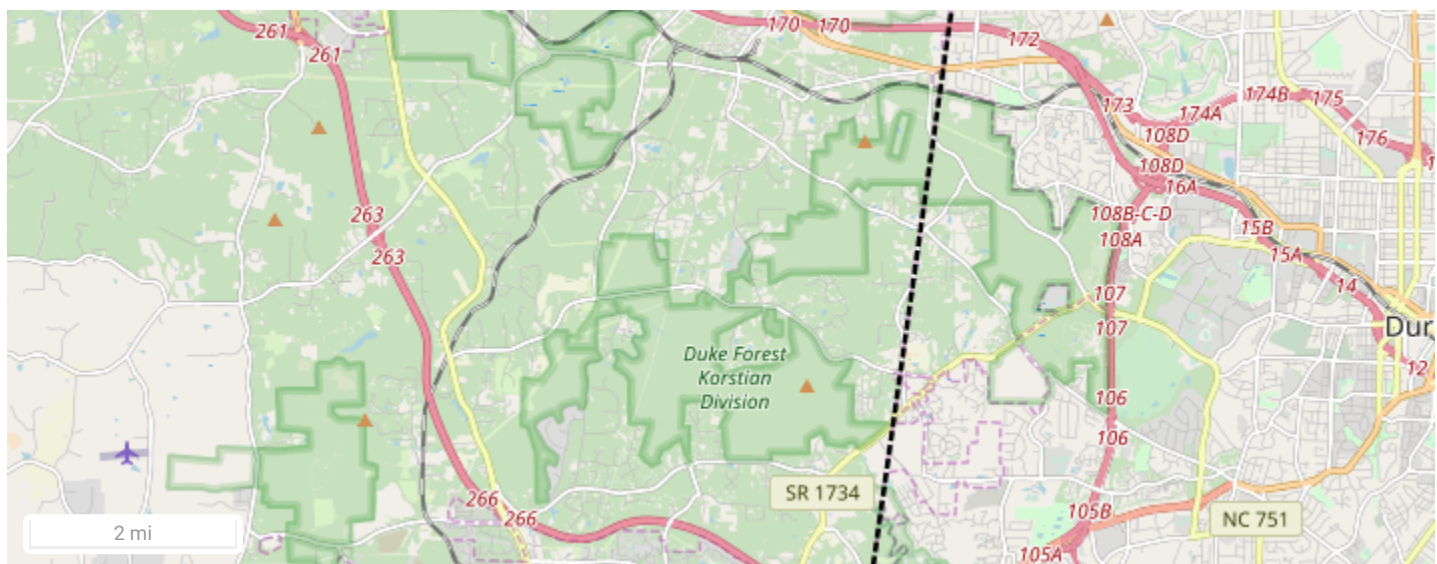 261
261
170
170
172
173
174A
174B
175
176
108D
108D
16A
108B-C-D
108A
15B
15A
14
12
263
263
107
107
Duke Forest
Korstian
Division
Dur
106
106
266
266
SR 1734
NC 751
105B
105A
2 mi